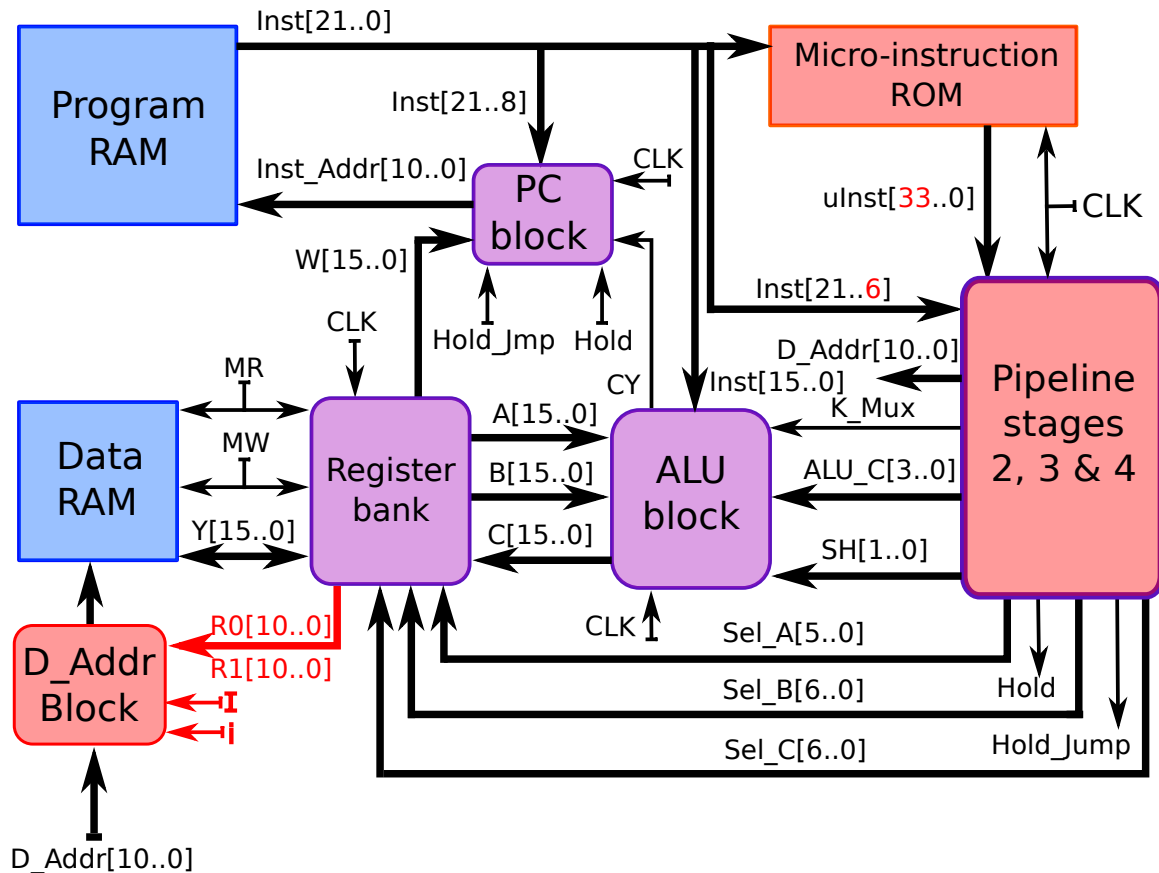 Inst[21..0]
Program
RAM
Micro-instruction
ROM
Inst[21..8]
CLK
Inst_Addr[10..0]
PC
block
uInst[33..0]
CLK
W[15..0]
Inst[21..6]
CLK
Hold_Jmp
Hold
D_Addr[10..0]
MR
CY
Inst[15..0]
Pipeline
stages
2, 3 & 4
K_Mux
A[15..0]
Data
RAM
MW
Register
bank
B[15..0]
ALU
block
ALU_C[3..0]
Y[15..0]
C[15..0]
SH[1..0]
R0[10..0]
CLK
Sel_A[5..0]
R1[10..0]
D_Addr
Block
I
i
Sel_B[6..0]
Hold
Sel_C[6..0]
Hold_Jump
D_Addr[10..0]